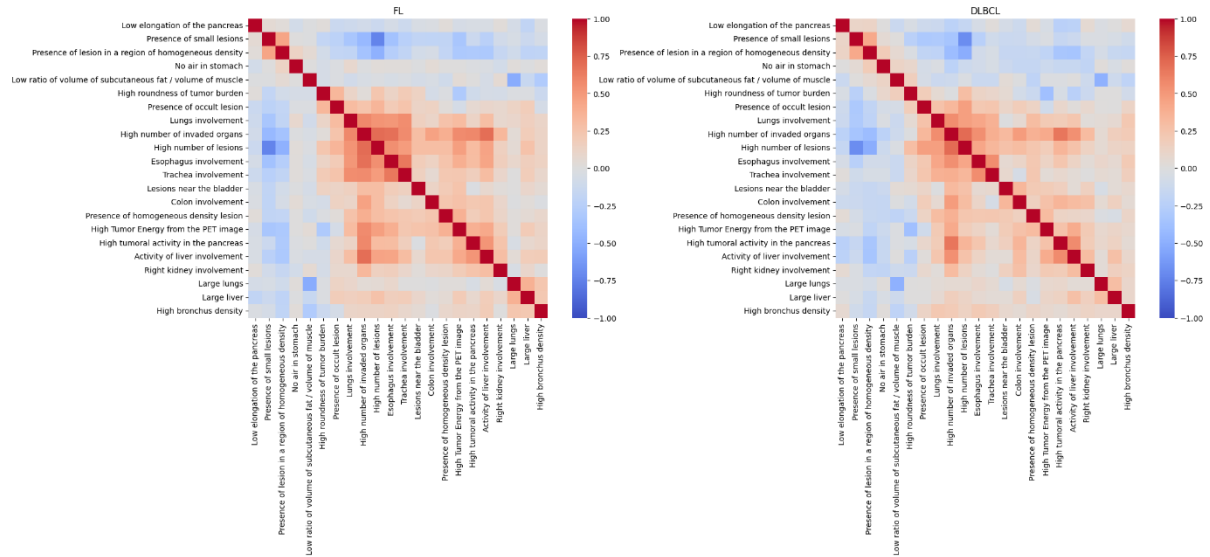 FL
Low elongation of the pancreas
Presence of small lesions
Presence of lesion in a region of homogeneous density
No air in stomach
Low ratio of volume of subcutaneous fat / volume of muscle
High roundness of tumor burden
Presence of occult lesion
Lungs involvement
High number of invaded organs
High number of lesions
Esophagus involvement
Trachea involvement
Lesions near the bladder
Colon involvement
Presence of homogeneous density lesion
High Tumor Energy from the PET image
High tumoral activity in the pancreas
Activity of liver involvement
Right kidney involvement
Large lungs
Large liver
High bronchus density
Low elongation of the pancreas
Presence of small lesions
Presence of lesion in a region of homogeneous density
No air in stomach
Low ratio of volume of subcutaneous fat / volume of muscle
High roundness of tumor burden
Presence of occult lesion
Lungs involvement
High number of invaded organs
High number of lesions
Esophagus involvement
Trachea involvement
Lesions near the bladder
Colon involvement
Presence of homogeneous density lesion
High Tumor Energy from the PET image
High tumoral activity in the pancreas
Activity of liver involvement
Right kidney involvement
Large lungs
Large liver
High bronchus density
1.00
0.75
0.50
0.25
0.00
−0.25
−0.50
−0.75
−1.00
DLBCL
Low elongation of the pancreas
Presence of small lesions
Presence of lesion in a region of homogeneous density
No air in stomach
Low ratio of volume of subcutaneous fat / volume of muscle
High roundness of tumor burden
Presence of occult lesion
Lungs involvement
High number of invaded organs
High number of lesions
Esophagus involvement
Trachea involvement
Lesions near the bladder
Colon involvement
Presence of homogeneous density lesion
High Tumor Energy from the PET image
High tumoral activity in the pancreas
Activity of liver involvement
Right kidney involvement
Large lungs
Large liver
High bronchus density
Low elongation of the pancreas
Presence of small lesions
Presence of lesion in a region of homogeneous density
No air in stomach
Low ratio of volume of subcutaneous fat / volume of muscle
High roundness of tumor burden
Presence of occult lesion
Lungs involvement
High number of invaded organs
High number of lesions
Esophagus involvement
Trachea involvement
Lesions near the bladder
Colon involvement
Presence of homogeneous density lesion
High Tumor Energy from the PET image
High tumoral activity in the pancreas
Activity of liver involvement
Right kidney involvement
Large lungs
Large liver
High bronchus density
1.00
0.75
0.50
0.25
0.00
−0.25
−0.50
−0.75
−1.00